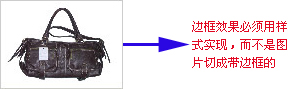 边框效果必须用样
式实现，而不是图
片切成带边框的